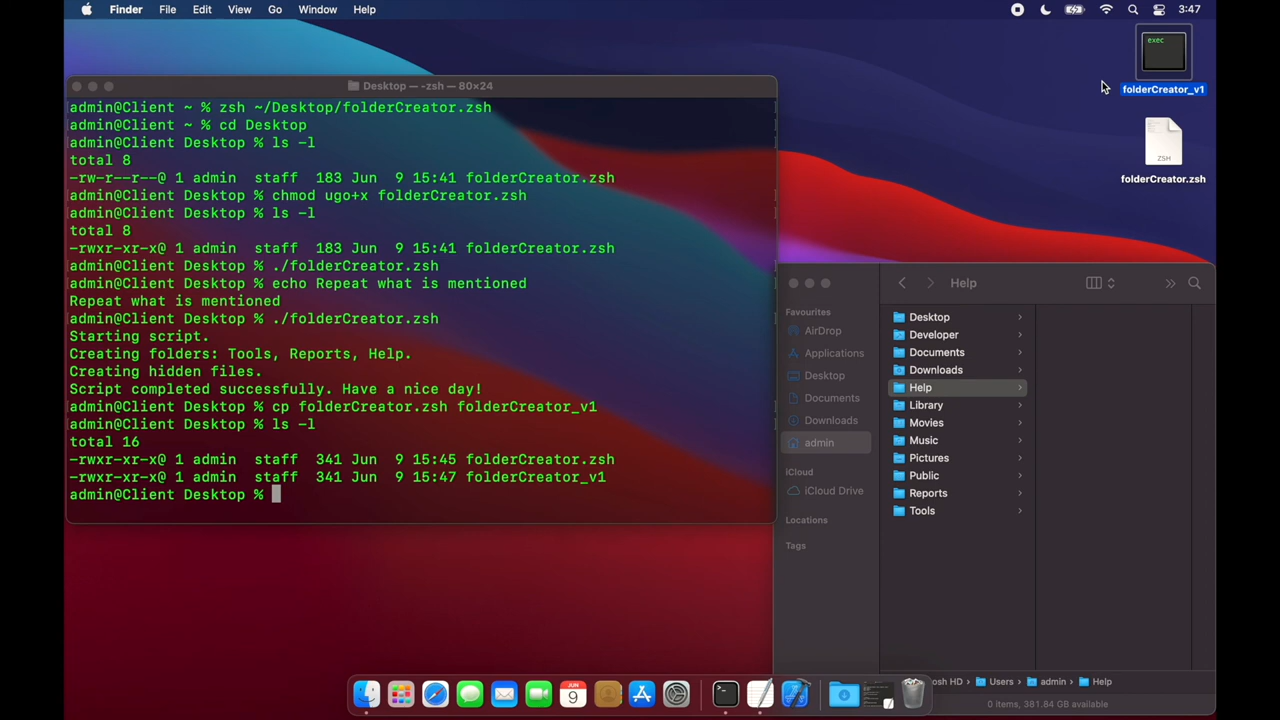 Finder File Edit View Go Window Help 3:47
exec
folderCreator_v1
ZSH
folderCreator.zsh
Desktop — -zsh — 80×24
admin@Client ~ % zsh ~/Desktop/folderCreator.zsh
admin@Client ~ % cd Desktop
admin@Client Desktop % ls -l
total 8
-rw-r--r--@ 1 admin  staff  183 Jun  9 15:41 folderCreator.zsh
admin@Client Desktop % chmod ugo+x folderCreator.zsh
admin@Client Desktop % ls -l
total 8
-rwxr-xr-x@ 1 admin  staff  183 Jun  9 15:41 folderCreator.zsh
admin@Client Desktop % ./folderCreator.zsh
admin@Client Desktop % echo Repeat what is mentioned
Repeat what is mentioned
admin@Client Desktop % ./folderCreator.zsh
Starting script.
Creating folders: Tools, Reports, Help.
Creating hidden files.
Script completed successfully. Have a nice day!
admin@Client Desktop % cp folderCreator.zsh folderCreator_v1
admin@Client Desktop % ls -l
total 16
-rwxr-xr-x@ 1 admin  staff  341 Jun  9 15:45 folderCreator.zsh
-rwxr-xr-x@ 1 admin  staff  341 Jun  9 15:47 folderCreator_v1
admin@Client Desktop %
Help
Favourites
AirDrop
Applications
Desktop
Documents
Downloads
admin
iCloud
iCloud Drive
Locations
Tags
Desktop
Developer
Documents
Downloads
Help
Library
Movies
Music
Pictures
Public
Reports
Tools
osh HD › Users › admin › Help
0 items, 381.84 GB available
JUN
9